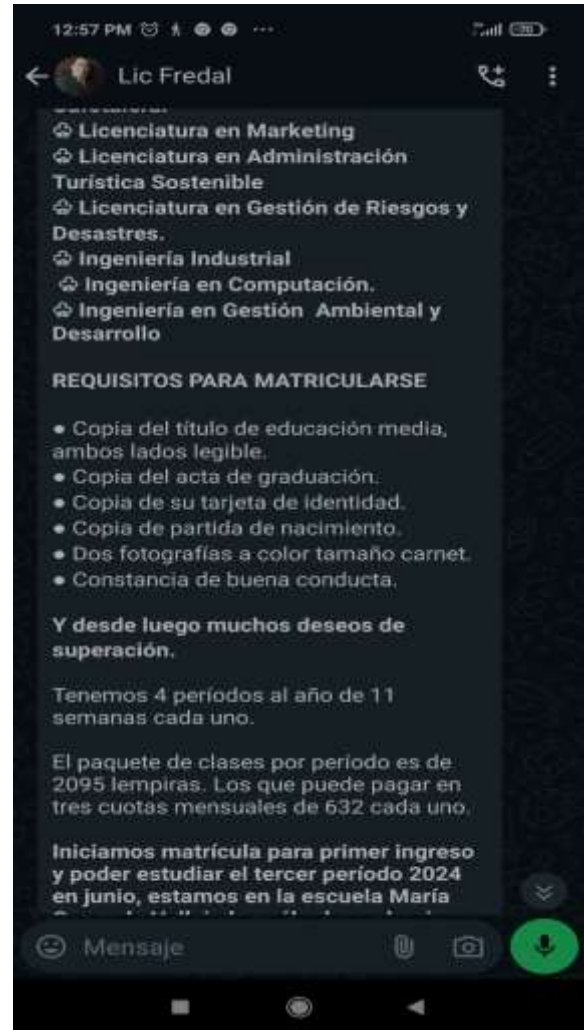 12:57 PM
Lic Fredal
Licenciatura en Marketing
Licenciatura en Administración
Turística Sostenible
Licenciatura en Gestión de Riesgos y
Desastres.
Ingeniería Industrial
Ingeniería en Computación.
Ingeniería en Gestión Ambiental y
Desarrollo
REQUISITOS PARA MATRICULARSE
● Copia del título de educación media,
ambos lados legible.
● Copia del acta de graduación.
● Copia de su tarjeta de identidad.
● Copia de partida de nacimiento.
● Dos fotografías a color tamaño carnet.
● Constancia de buena conducta.
Y desde luego muchos deseos de
superación.
Tenemos 4 períodos al año de 11
semanas cada uno.
El paquete de clases por periodo es de
2095 lempiras. Los que puede pagar en
tres cuotas mensuales de 632 cada uno.
Iniciamos matrícula para primer ingreso
y poder estudiar el tercer período 2024
en junio, estamos en la escuela María
Mensaje